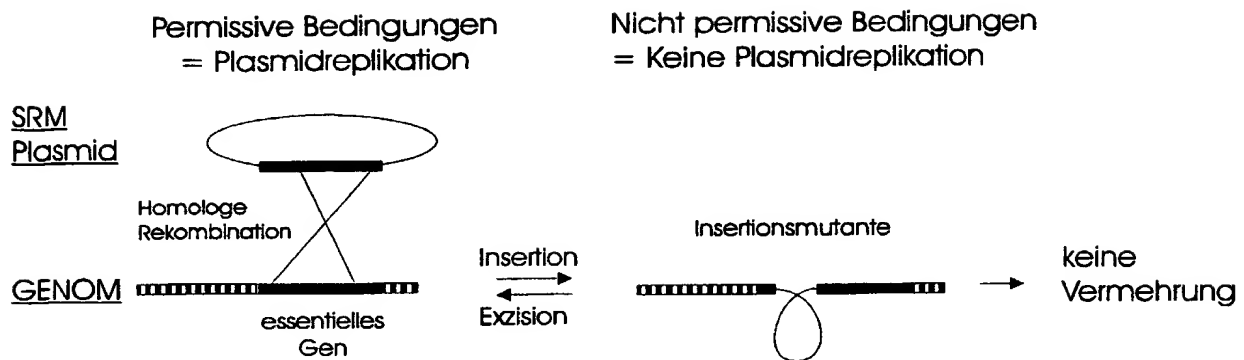 Permissive Bedingungen
= Plasmidreplikation
Nicht permissive Bedingungen
= Keine Plasmidreplikation
SRM
Plasmid
Homologe
Rekombination
Insertionsmutante
GENOM
essentielles
Gen
Insertion
Exzision
keine
Vermehrung